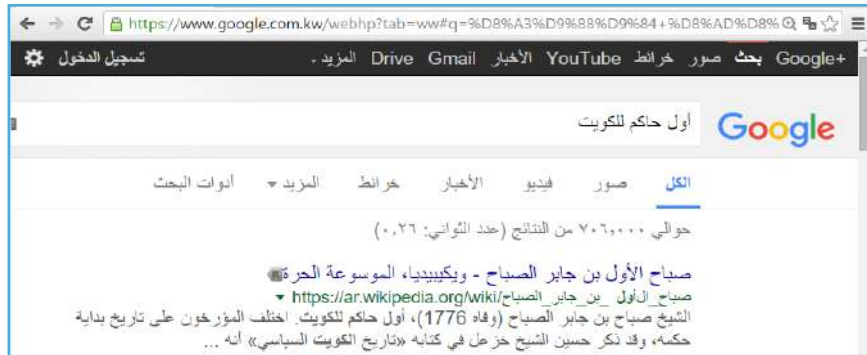 https://www.google.com.kw/webhp?tab=ww#q=%D8%A3%D9%88%D9%84+%D8%AD%D8%
+Google بحث صور خرائط YouTube الأخبار Gmail Drive المزيد تسجيل الدخول
Google أول حاكم للكويت
الكل صور فيديو الأخبار خرائط المزيد أدوات البحث
حوالي ٧٠٦,٠٠٠ من النتائج (عدد الثواني: ٠,٢٦)
صباح الأول بن جابر الصباح - ويكيبيديا، الموسوعة الحرة
https://ar.wikipedia.org/wiki/صباح_الأول_بن_جابر_الصباح
الشيخ صباح بن جابر الصباح (وفاه 1776)، أول حاكم للكويت. اختلف المؤرخون على تاريخ بداية
حكمه، وقد ذكر حسين الشيخ خزعل في كتابه «تاريخ الكويت السياسي» أنه ...